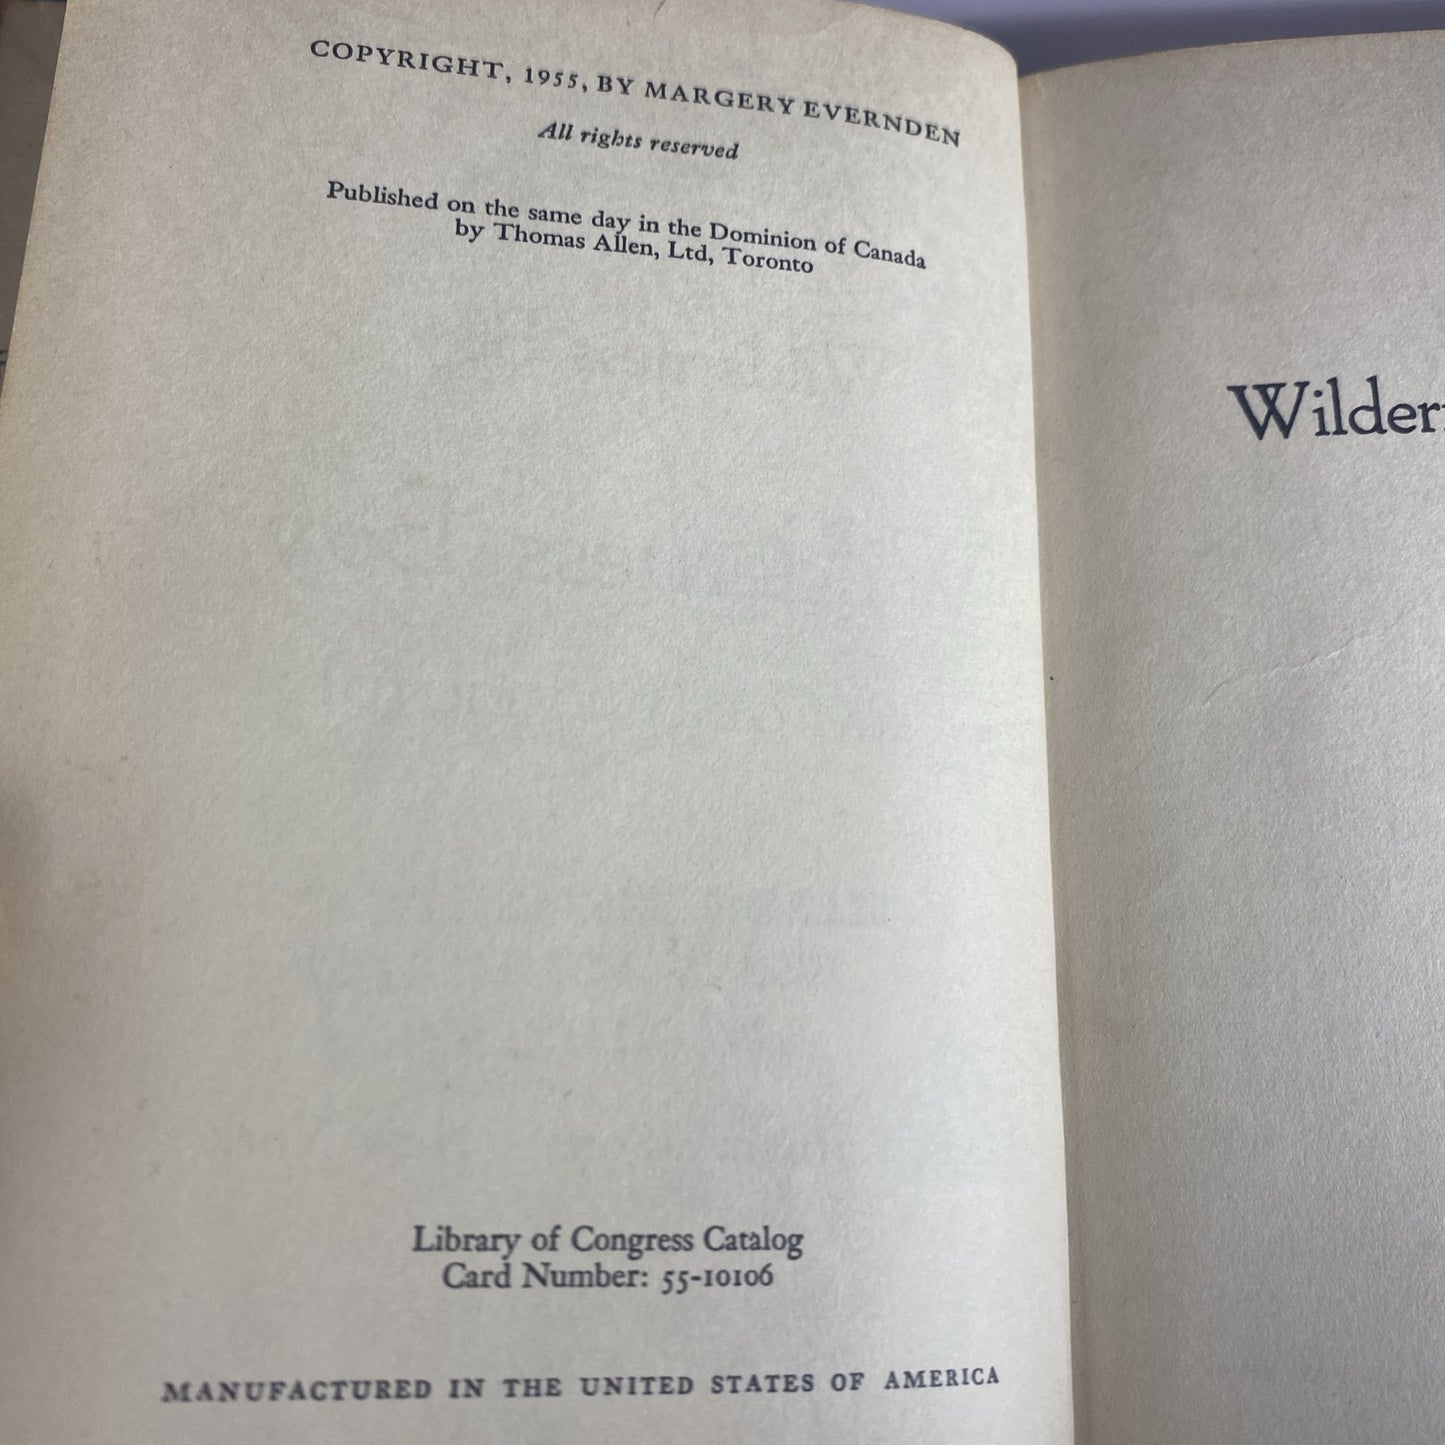 COPYRIGHT, 1955, BY MARGERY EVERNDEN
All rights reserved
Published on the same day in the Dominion of Canada
by Thomas Allen, Ltd, Toronto
Library of Congress Catalog
Card Number: 55-10106
MANUFACTURED IN THE UNITED STATES OF AMERICA
Wilder